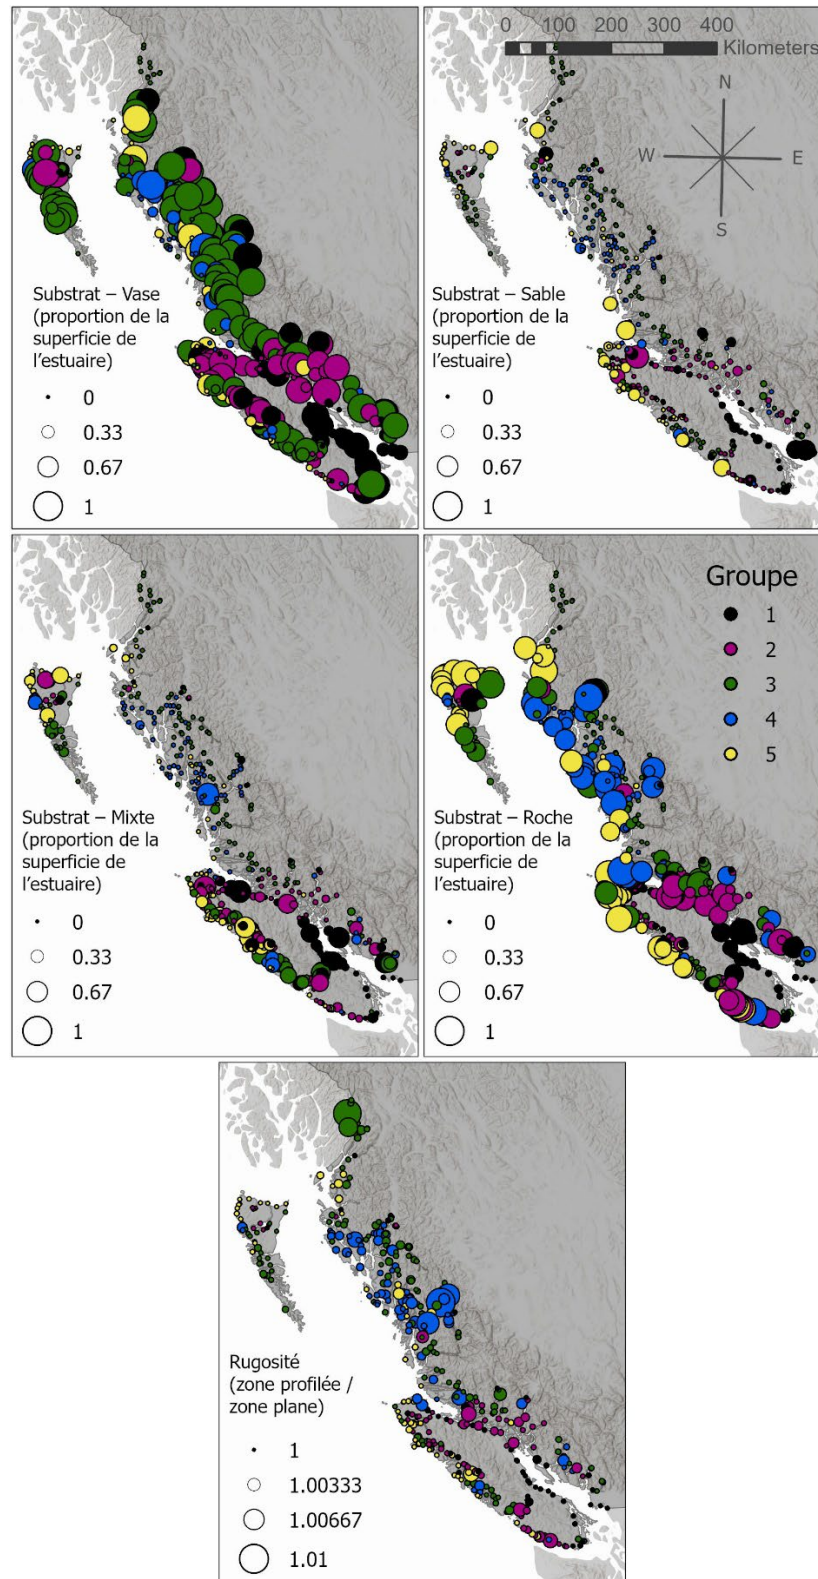 Substrat – Vase
(proportion de la
superficie de
l'estuaire)
0
0.33
0.67
1
0 100 200 300 400
Kilometers
N
W E
S
Substrat – Sable
(proportion de la
superficie de
l'estuaire)
0
0.33
0.67
1
Substrat – Mixte
(proportion de la
superficie de
l'estuaire)
0
0.33
0.67
1
Groupe
1
2
3
4
5
Substrat – Roche
(proportion de la
superficie de
l'estuaire)
0
0.33
0.67
1
Rugosité
(zone profilée /
zone plane)
1
1.00333
1.00667
1.01